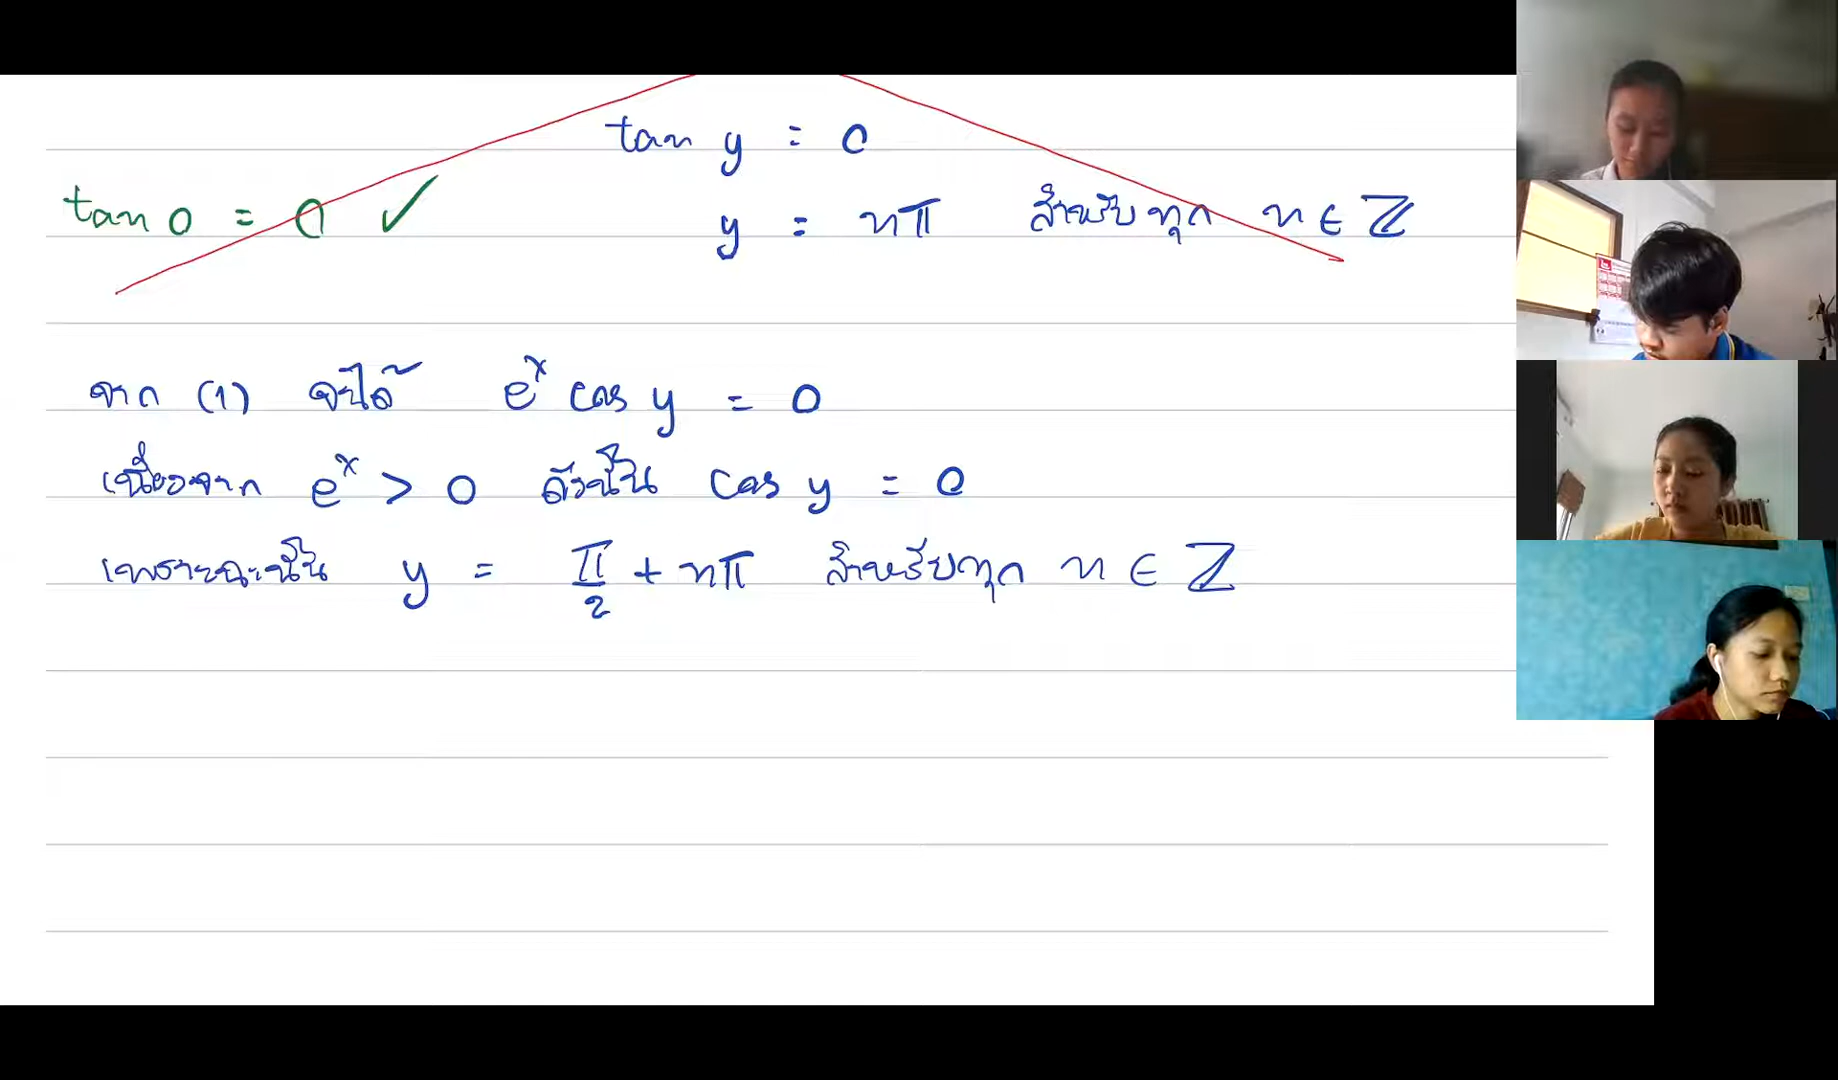 tan y = 0
tan 0 = 0 ✓ y = nπ สำหรับทุก n ∈ ℤ
จาก (1) จะได้ eˣ cos y = 0
เนื่องจาก eˣ > 0 ดังนั้น cos y = 0
เพราะฉะนั้น y = π/2 + nπ สำหรับทุก n ∈ ℤ